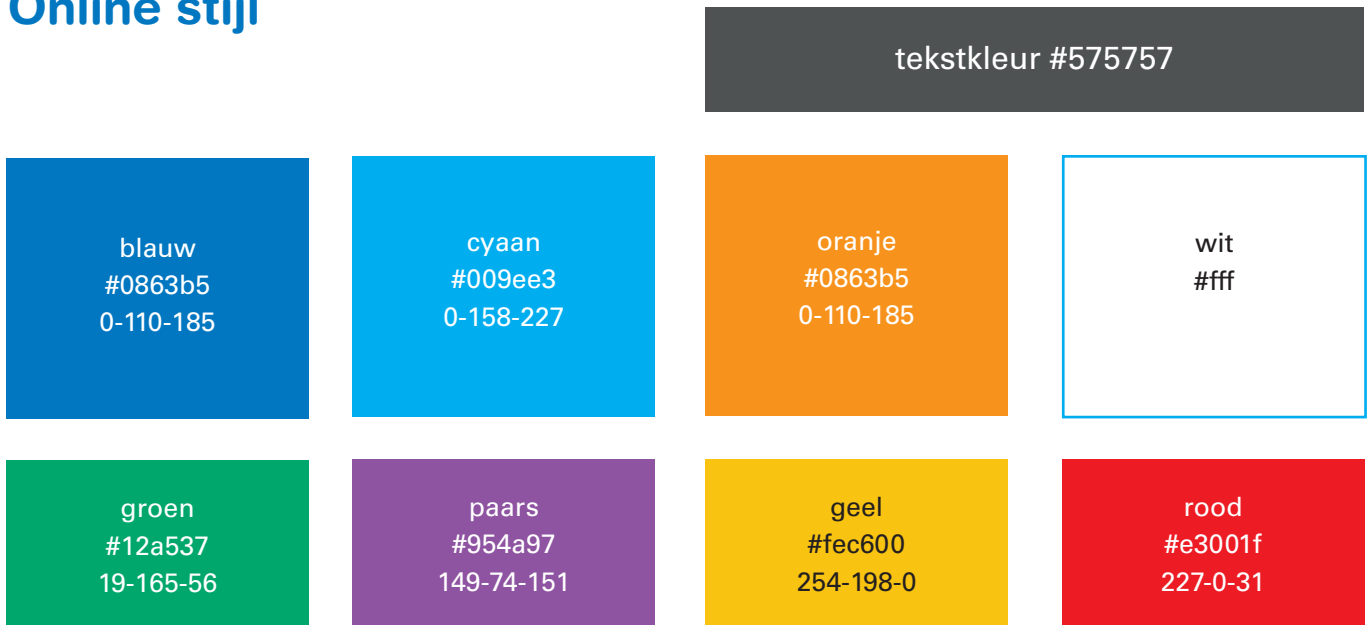 Online stijl
tekstkleur #575757
blauw
#0863b5
0-110-185
cyaan
#009ee3
0-158-227
oranje
#0863b5
0-110-185
wit
#fff
groen
#12a537
19-165-56
paars
#954a97
149-74-151
geel
#fec600
254-198-0
rood
#e3001f
227-0-31